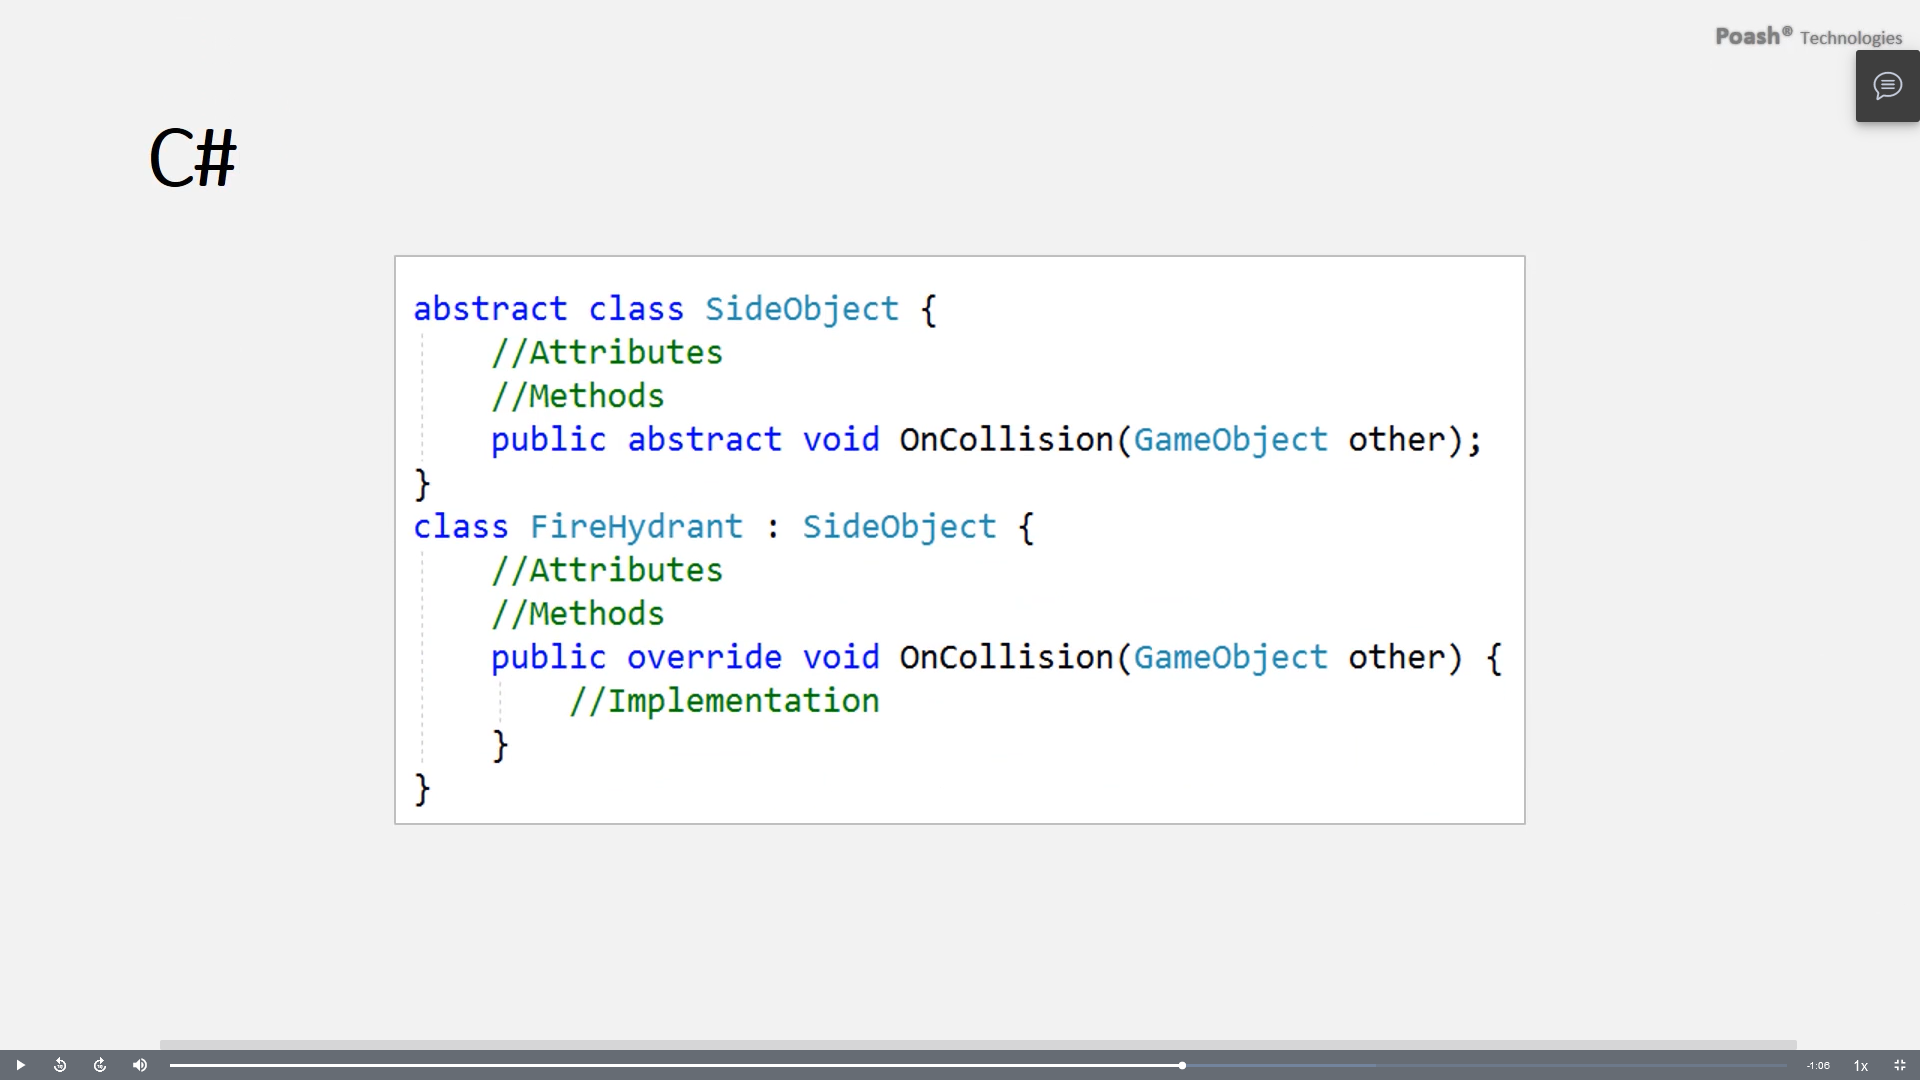 Poash® Technologies
C#
abstract class SideObject {
//Attributes
//Methods
public abstract void OnCollision(GameObject other);
}
class FireHydrant : SideObject {
//Attributes
//Methods
public override void OnCollision(GameObject other) {
//Implementation
}
}
-1:06 1x